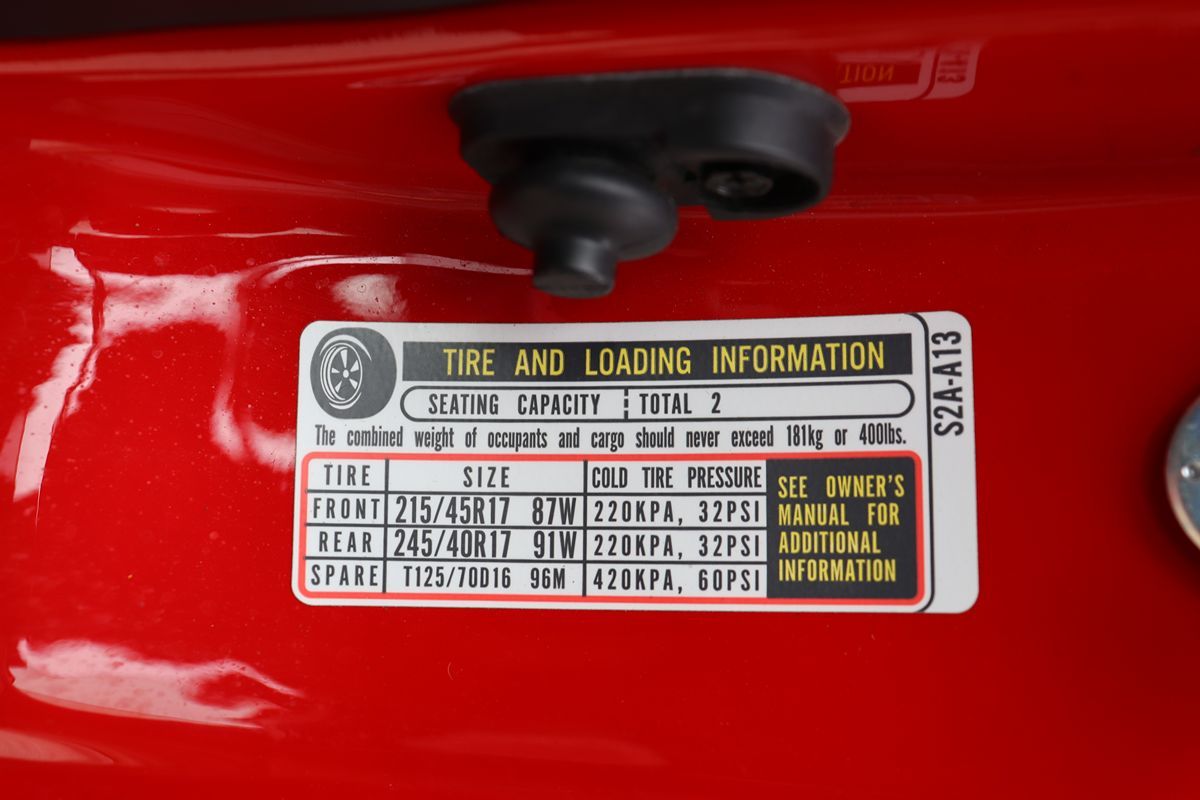 TIRE AND LOADING INFORMATION
SEATING CAPACITY TOTAL 2
The combined weight of occupants and cargo should never exceed 181kg or 400lbs.
TIRE SIZE COLD TIRE PRESSURE
FRONT 215/45R17 87W 220KPA, 32PSI
REAR 245/40R17 91W 220KPA, 32PSI
SPARE T125/70D16 96M 420KPA, 60PSI
SEE OWNER'S
MANUAL FOR
ADDITIONAL
INFORMATION
S2A-A13